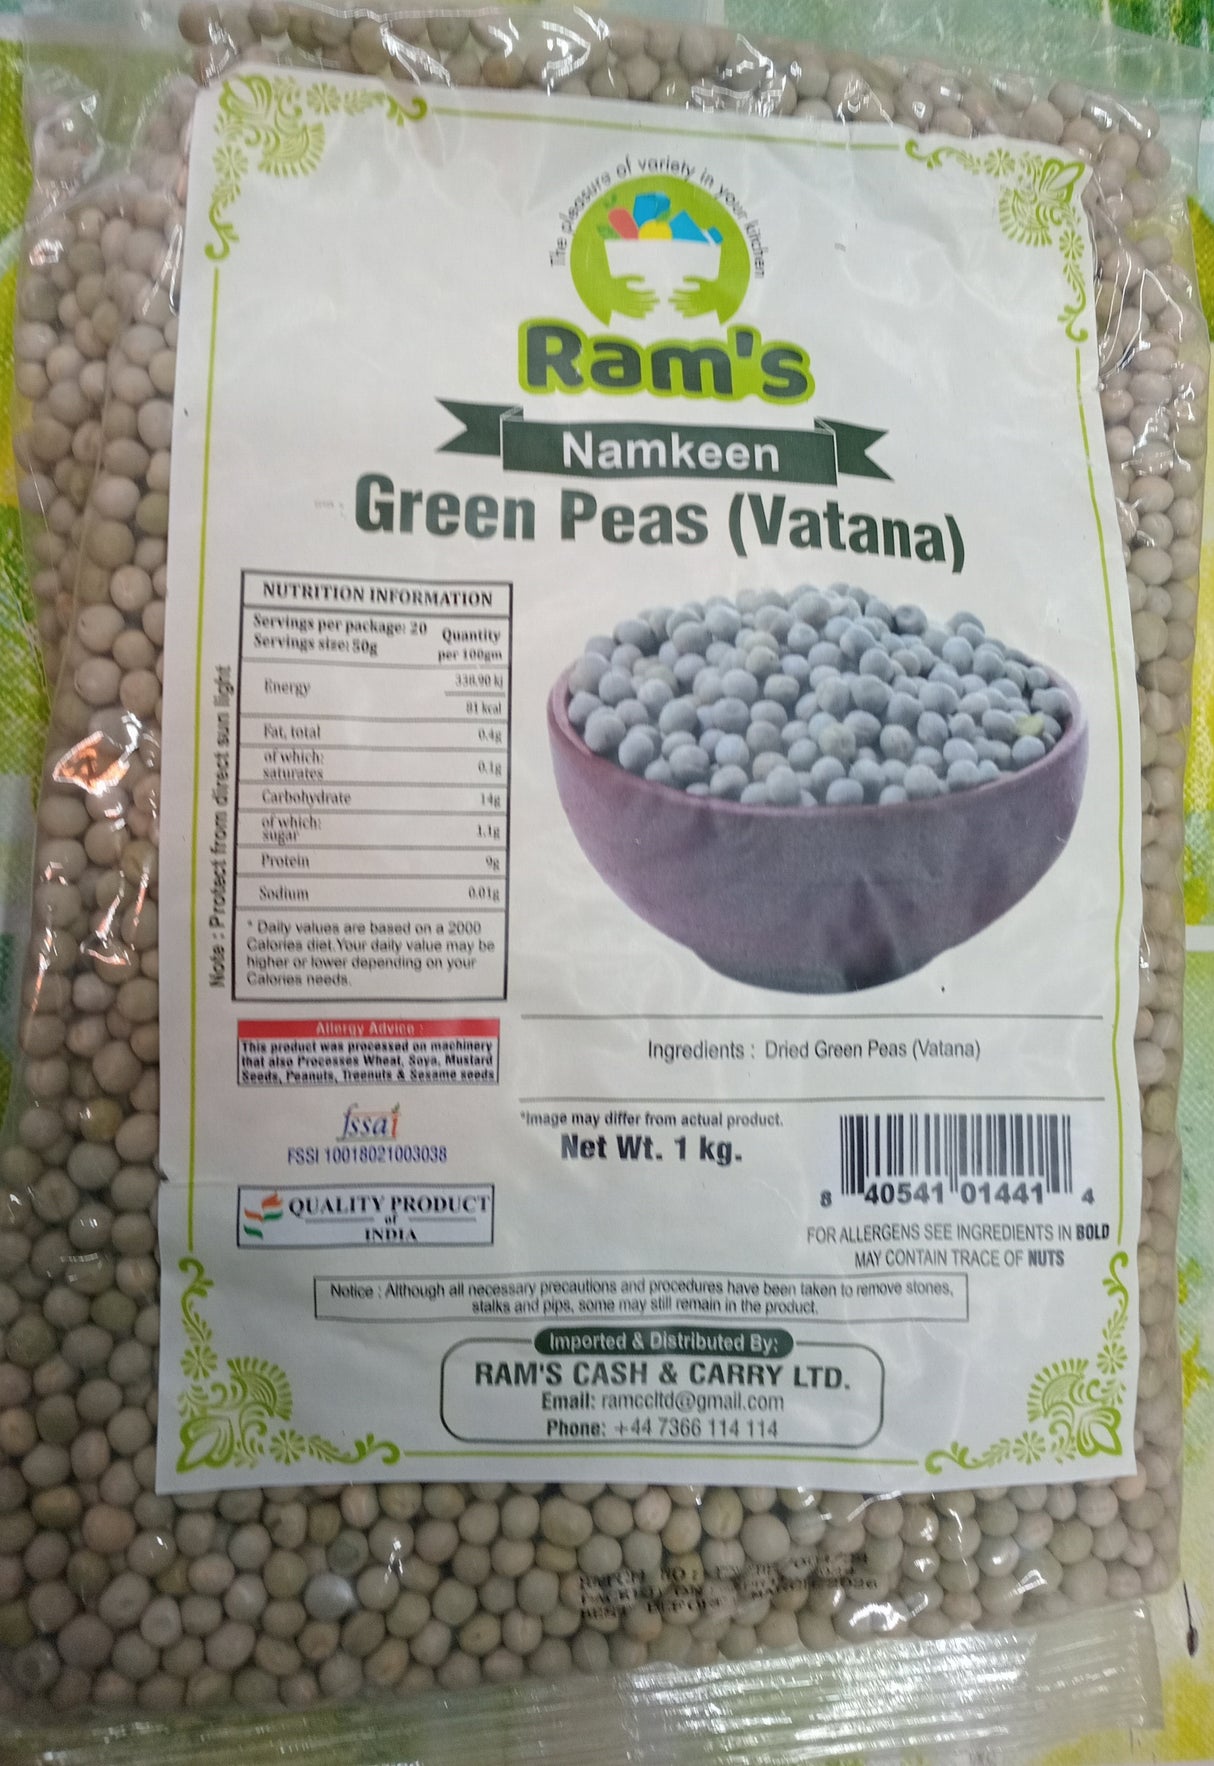 The pleasure of variety in your kitchen
Ram's
Namkeen
Green Peas (Vatana)
NUTRITION INFORMATION
Servings per package: 20
Servings size: 50g
Quantity
per 100gm
Energy 338.90 kj
81 kcal
Fat, total 0.4g
of which:
saturates 0.1g
Carbohydrate 14g
of which:
sugar 1.1g
Protein 9g
Sodium 0.01g
* Daily values are based on a 2000
Calories diet.Your daily value may be
higher or lower depending on your
Calories needs.
Note : Protect from direct sun light
Allergy Advice :
This product was processed on machinery
that also Processes Wheat, Soya, Mustard
Seeds, Peanuts, Treenuts & Sesame seeds
fssai
FSSI 10018021003038
QUALITY PRODUCT
of
INDIA
Ingredients : Dried Green Peas (Vatana)
*Image may differ from actual product.
Net Wt. 1 kg.
8 40541 01441 4
FOR ALLERGENS SEE INGREDIENTS IN BOLD
MAY CONTAIN TRACE OF NUTS
Notice : Although all necessary precautions and procedures have been taken to remove stones,
stalks and pips, some may still remain in the product.
Imported & Distributed By:
RAM'S CASH & CARRY LTD.
Email: ramccltd@gmail.com
Phone: +44 7366 114 114
BATCH NO :
PACKED ON
BEST BEFORE